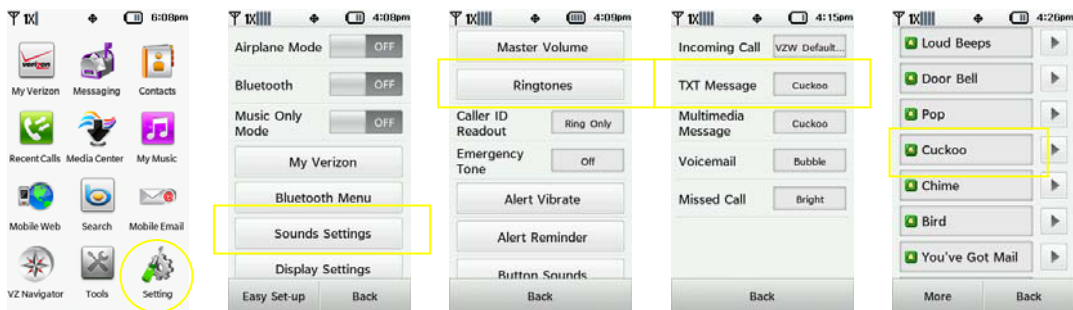 1X 6:08pm
verizon
My Verizon Messaging Contacts
Recent Calls Media Center My Music
Mobile Web Search Mobile Email
VZ Navigator Tools Setting
1X 4:08pm
Airplane Mode OFF
Bluetooth OFF
Music Only
Mode OFF
My Verizon
Bluetooth Menu
Sounds Settings
Display Settings
Easy Set-up Back
1X 4:09pm
Master Volume
Ringtones
Caller ID
Readout Ring Only
Emergency
Tone Off
Alert Vibrate
Alert Reminder
Button Sounds
Back
1X 4:15pm
Incoming Call VZW Default...
TXT Message Cuckoo
Multimedia
Message Cuckoo
Voicemail Bubble
Missed Call Bright
Back
1X 4:26pm
Loud Beeps
Door Bell
Pop
Cuckoo
Chime
Bird
You've Got Mail
More Back